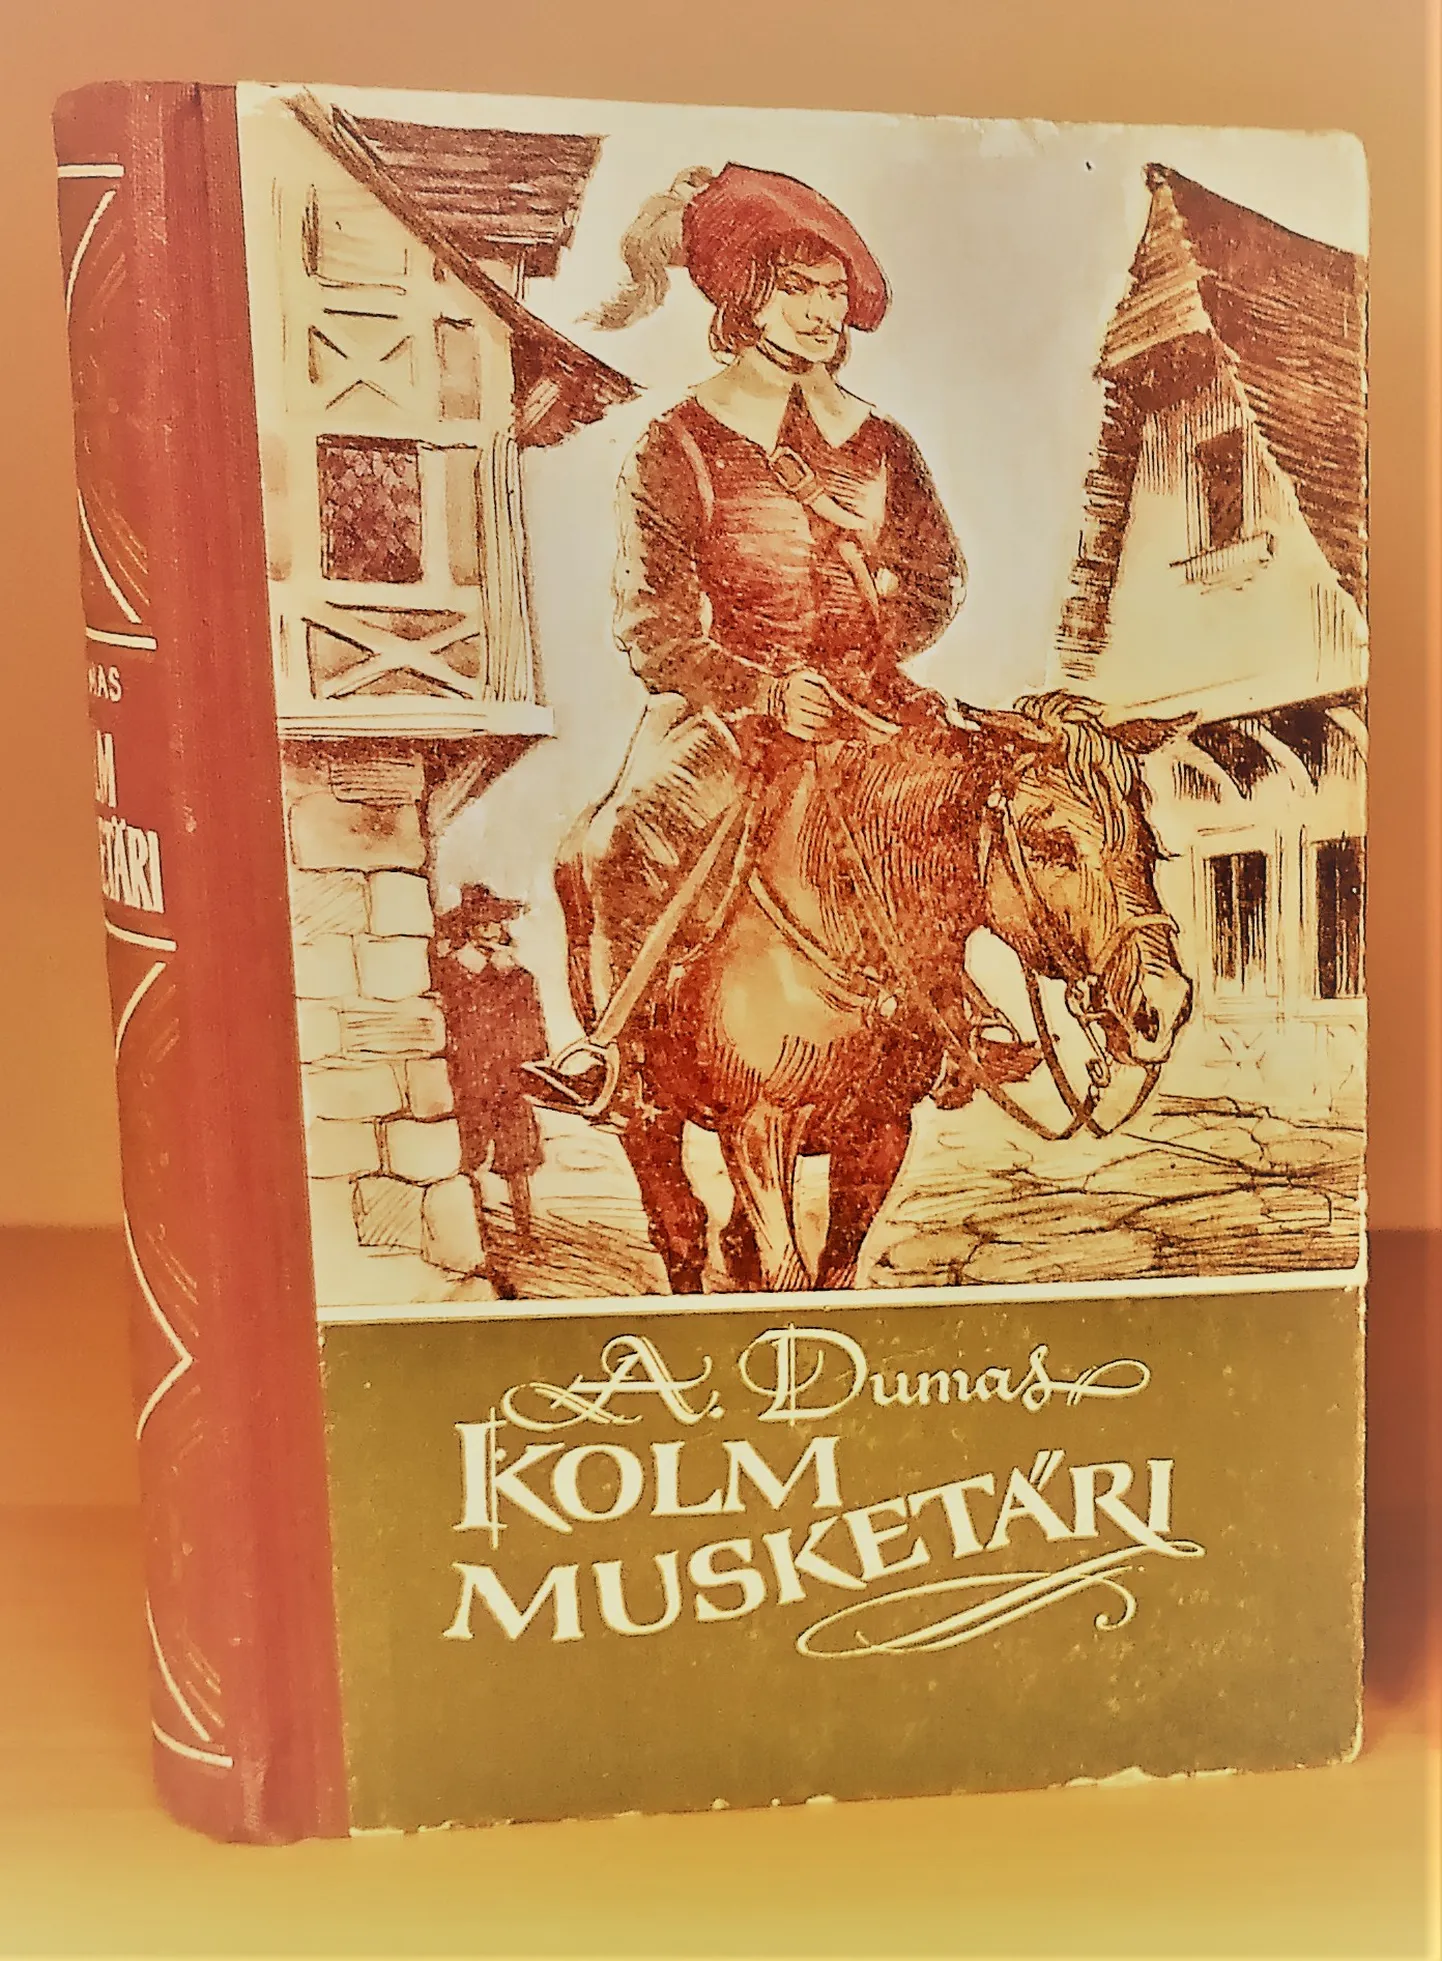 A. Dumas
KOLM
MUSKETÄRI
MAS
M
ETÄRI